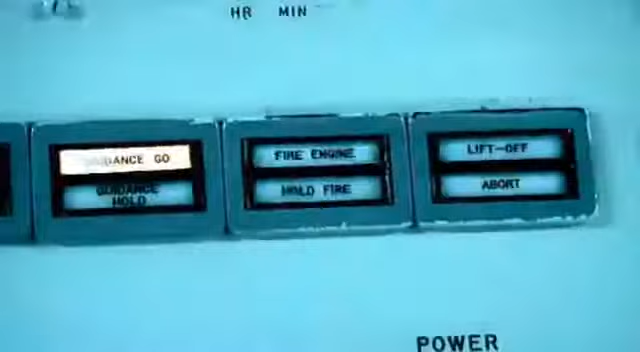 HR MIN
GUIDANCE GO
FIRE ENGINE
LIFT-OFF
GUIDANCE
HOLD
HOLD FIRE
ABORT
POWER